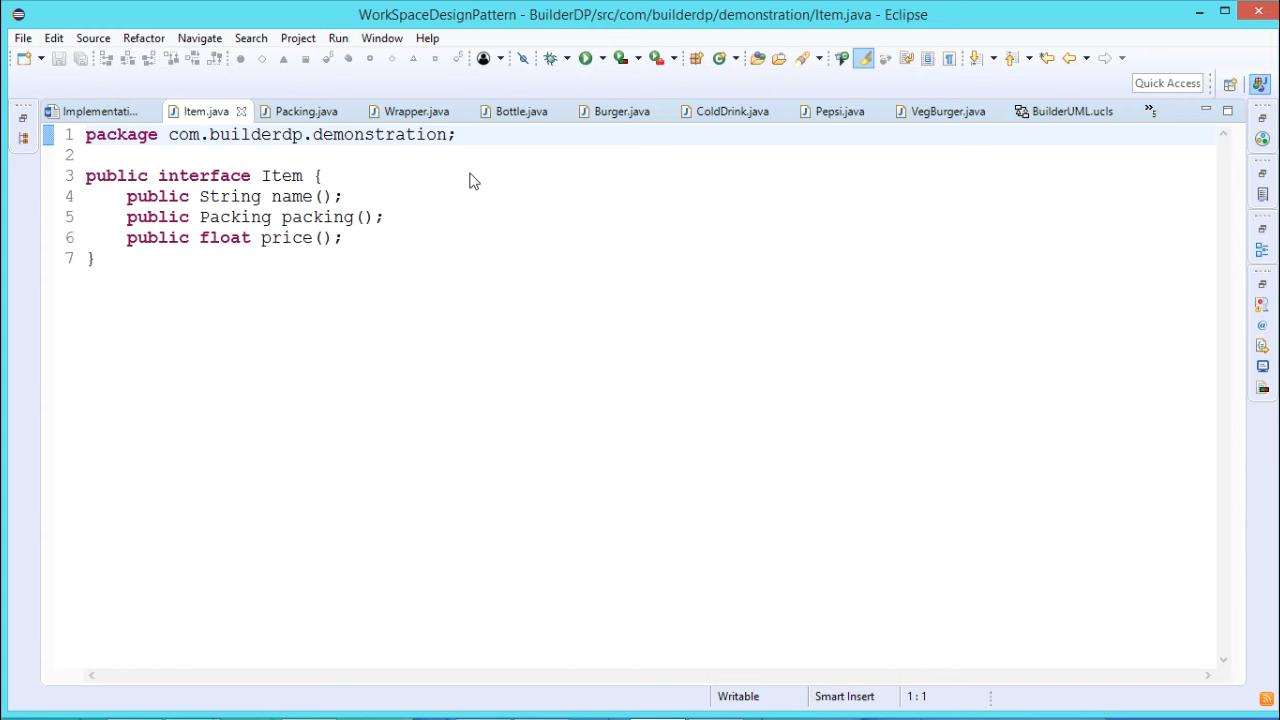 WorkSpaceDesignPattern - BuilderDP/src/com/builderdp/demonstration/Item.java - Eclipse
File Edit Source Refactor Navigate Search Project Run Window Help
Quick Access
Implementati... Item.java Packing.java Wrapper.java Bottle.java Burger.java ColdDrink.java Pepsi.java VegBurger.java BuilderUML.ucls »5
1 package com.builderdp.demonstration;
2
3 public interface Item {
4 public String name();
5 public Packing packing();
6 public float price();
7 }
Writable Smart Insert 1 : 1